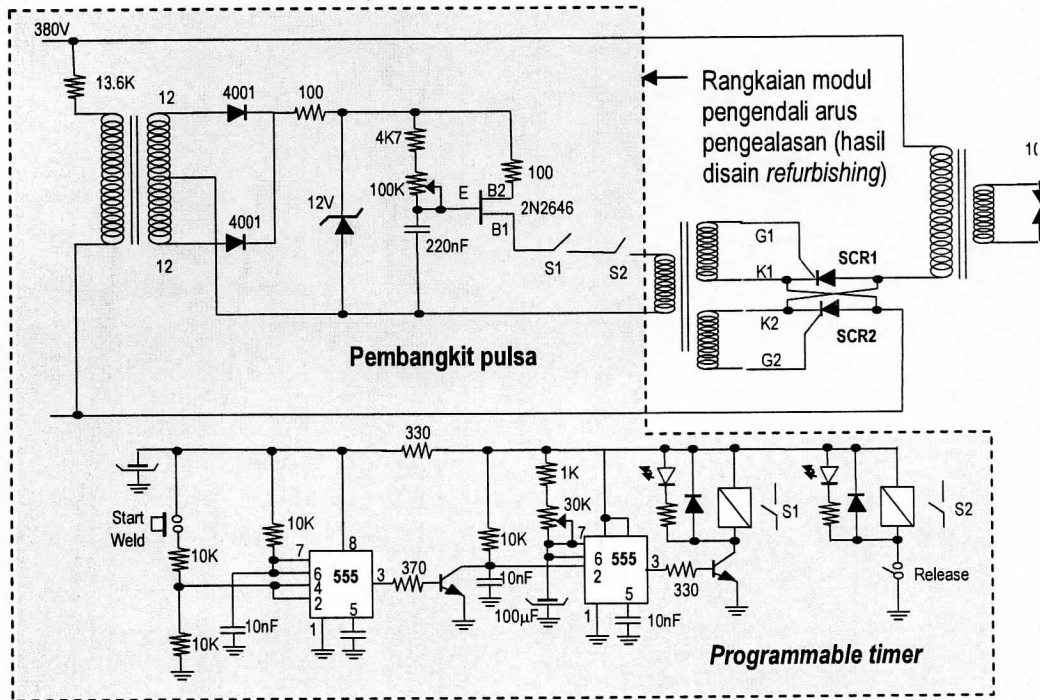 380V
13.6K
12
4001
100
4K7
100K
12V
220nF
E
B2
100
2N2646
B1
S1
S2
4001
12
Pembangkit pulsa
Rangkaian modul
pengendali arus
pengealasan (hasil
disain refurbishing)
G1
SCR1
K1
K2
SCR2
G2
330
Start
Weld
10K
10K
10K
10nF
7
6
4
2
8
555
3
5
1
370
10K
10nF
1K
30K
7
6
2
555
3
5
1
100µF
10nF
330
S1
S2
Release
Programmable timer